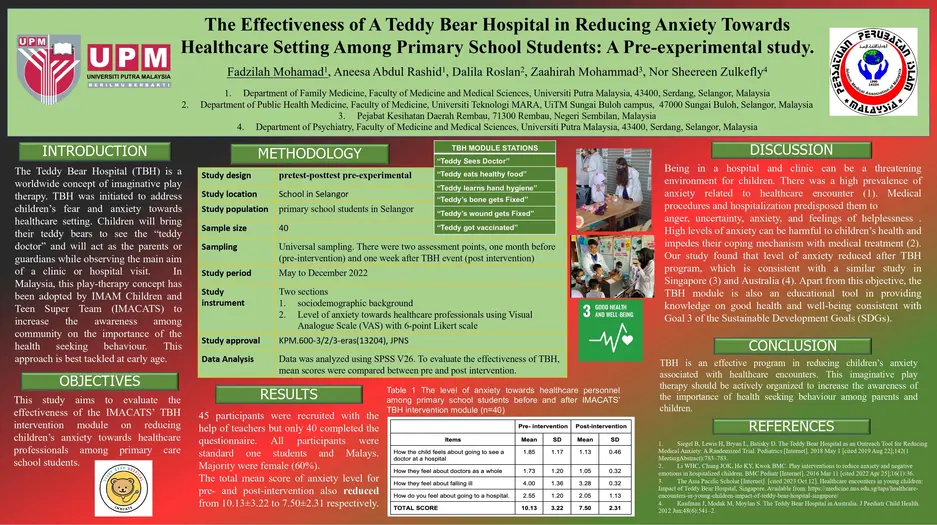 The Effectiveness of A Teddy Bear Hospital in Reducing Anxiety Towards
Healthcare Setting Among Primary School Students: A Pre-experimental study.
Fadzilah Mohamad1, Aneesa Abdul Rashid1, Dalila Roslan2, Zaahirah Mohammad3, Nor Sheereen Zulkefly4
1. Department of Family Medicine, Faculty of Medicine and Medical Sciences, Universiti Putra Malaysia, 43400, Serdang, Selangor, Malaysia
2. Department of Public Health Medicine, Faculty of Medicine, Universiti Teknologi MARA, UiTM Sungai Buloh campus, 47000 Sungai Buloh, Selangor, Malaysia
3. Pejabat Kesihatan Daerah Rembau, 71300 Rembau, Negeri Sembilan, Malaysia
4. Department of Psychiatry, Faculty of Medicine and Medical Sciences, Universiti Putra Malaysia, 43400, Serdang, Selangor, Malaysia
UPM
UPM
UNIVERSITI PUTRA MALAYSIA
BERILMU BERBAKTI
PERSATUAN PERUBATAN ISLAM
MALAYSIA
INTRODUCTION
The Teddy Bear Hospital (TBH) is a
worldwide concept of imaginative play
therapy. TBH was initiated to address
children's fear and anxiety towards
healthcare setting. Children will bring
their teddy bears to see the “teddy
doctor” and will act as the parents or
guardians while observing the main aim
of a clinic or hospital visit. In
Malaysia, this play-therapy concept has
been adopted by IMAM Children and
Teen Super Team (IMACATS) to
increase the awareness among
community on the importance of the
health seeking behaviour. This
approach is best tackled at early age.
OBJECTIVES
This study aims to evaluate the
effectiveness of the IMACATS' TBH
intervention module on reducing
children's anxiety towards healthcare
professionals among primary care
school students.
IMACATS
METHODOLOGY
Study design pretest-posttest pre-experimental
Study location School in Selangor
Study population primary school students in Selangor
Sample size 40
Sampling Universal sampling. There were two assessment points, one month before
(pre-intervention) and one week after TBH event (post intervention)
Study period May to December 2022
Study Two sections
instrument 1. sociodemographic background
2. Level of anxiety towards healthcare professionals using Visual
Analogue Scale (VAS) with 6-point Likert scale
Study approval KPM.600-3/2/3-eras(13204), JPNS
Data Analysis Data was analyzed using SPSS V26. To evaluate the effectiveness of TBH,
mean scores were compared between pre and post intervention.
TBH MODULE STATIONS
“Teddy Sees Doctor”
“Teddy eats healthy food”
“Teddy learns hand hygiene”
“Teddy's bone gets Fixed”
“Teddy's wound gets Fixed”
“Teddy got vaccinated”
3 GOOD HEALTH
AND WELL-BEING
RESULTS
45 participants were recruited with the
help of teachers but only 40 completed the
questionnaire. All participants were
standard one students and Malays.
Majority were female (60%).
The total mean score of anxiety level for
pre- and post-intervention also reduced
from 10.13±3.22 to 7.50±2.31 respectively.
Table 1 The level of anxiety towards healthcare personnel
among primary school students before and after IMACATS'
TBH intervention module (n=40)
Pre- intervention Post-intervention
Items Mean SD Mean SD
How the child feels about going to see a
doctor at a hospital 1.85 1.17 1.13 0.46
How they feel about doctors as a whole 1.73 1.20 1.05 0.32
How they feel about falling ill 4.00 1.36 3.28 0.32
How do you feel about going to a hospital. 2.55 1.20 2.05 1.13
TOTAL SCORE 10.13 3.22 7.50 2.31
DISCUSSION
Being in a hospital and clinic can be a threatening
environment for children. There was a high prevalence of
anxiety related to healthcare encounter (1). Medical
procedures and hospitalization predisposed them to
anger, uncertainty, anxiety, and feelings of helplessness .
High levels of anxiety can be harmful to children's health and
impedes their coping mechanism with medical treatment (2).
Our study found that level of anxiety reduced after TBH
program, which is consistent with a similar study in
Singapore (3) and Australia (4). Apart from this objective, the
TBH module is also an educational tool in providing
knowledge on good health and well-being consistent with
Goal 3 of the Sustainable Development Goals (SDGs).
CONCLUSION
TBH is an effective program in reducing children's anxiety
associated with healthcare encounters. This imaginative play
therapy should be actively organized to increase the awareness of
the importance of health seeking behaviour among parents and
children.
REFERENCES
1. Siegel B, Lewin H, Bryan L, Batisky D. The Teddy Bear Hospital as an Outreach Tool for Reducing
Medical Anxiety: A Randomized Trial. Pediatrics [Internet]. 2018 May 1 [cited 2019 Aug 22];142(1
MeetingAbstract):783–783.
2. Li WHC, Chung JOK, Ho KY, Kwok BMC. Play interventions to reduce anxiety and negative
emotions in hospitalized children. BMC Pediatr [Internet]. 2016 Mar 11 [cited 2022 Apr 25];16(1):36.
3. The Asia Pacific Scholar [Internet]. [cited 2023 Oct 12]. Healthcare encounters in young children:
Impact of Teddy Bear Hospital, Singapore. Available from: https://medicine.nus.edu.sg/taps/healthcare-
encounters-in-young-children-impact-of-teddy-bear-hospital-singapore/
4. Kaufman J, Modak M, Moylan S. The Teddy Bear Hospital in Australia. J Paediatr Child Health.
2012 Jun;48(6):541–2.